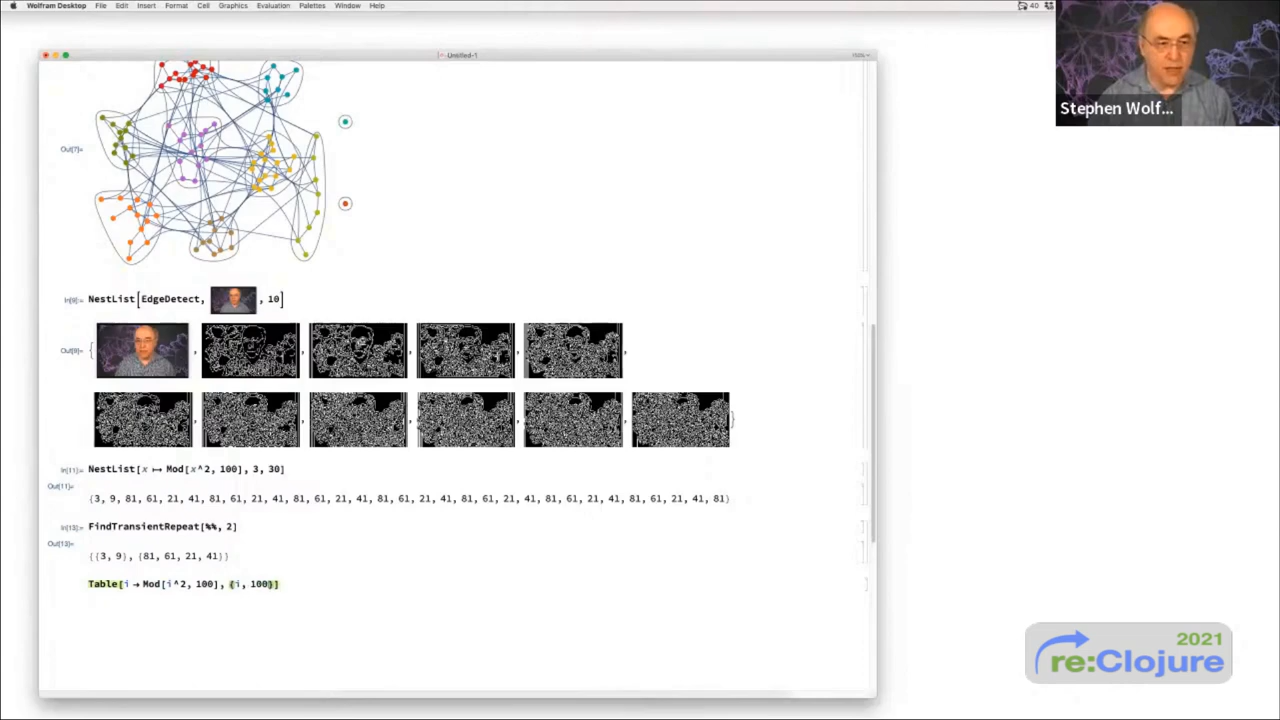 Wolfram Desktop File Edit Insert Format Cell Graphics Evaluation Palettes Window Help
40
Untitled-1
150%
Stephen Wolf...
Out[7]=
In[9]:= NestList[EdgeDetect, , 10]
Out[9]= { , , , , ,
, , , , , }
In[11]:= NestList[x ↦ Mod[x^2, 100], 3, 30]
Out[11]=
{3, 9, 81, 61, 21, 41, 81, 61, 21, 41, 81, 61, 21, 41, 81, 61, 21, 41, 81, 61, 21, 41, 81, 61, 21, 41, 81, 61, 21, 41, 81}
In[13]:= FindTransientRepeat[%%, 2]
Out[13]=
{{3, 9}, {81, 61, 21, 41}}
Table[i → Mod[i^2, 100], {i, 100}]
2021
re:Clojure